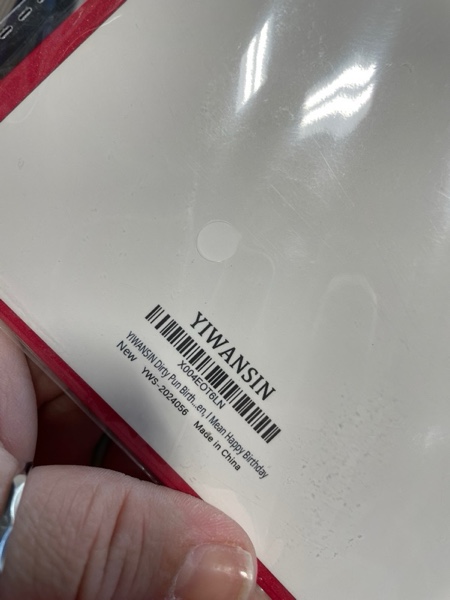 YIWANSIN
X004EOT6LN
YIWANSIN Dirty Pun Birth...en, I Mean Happy Birthday
New YWS-2024056 Made in China